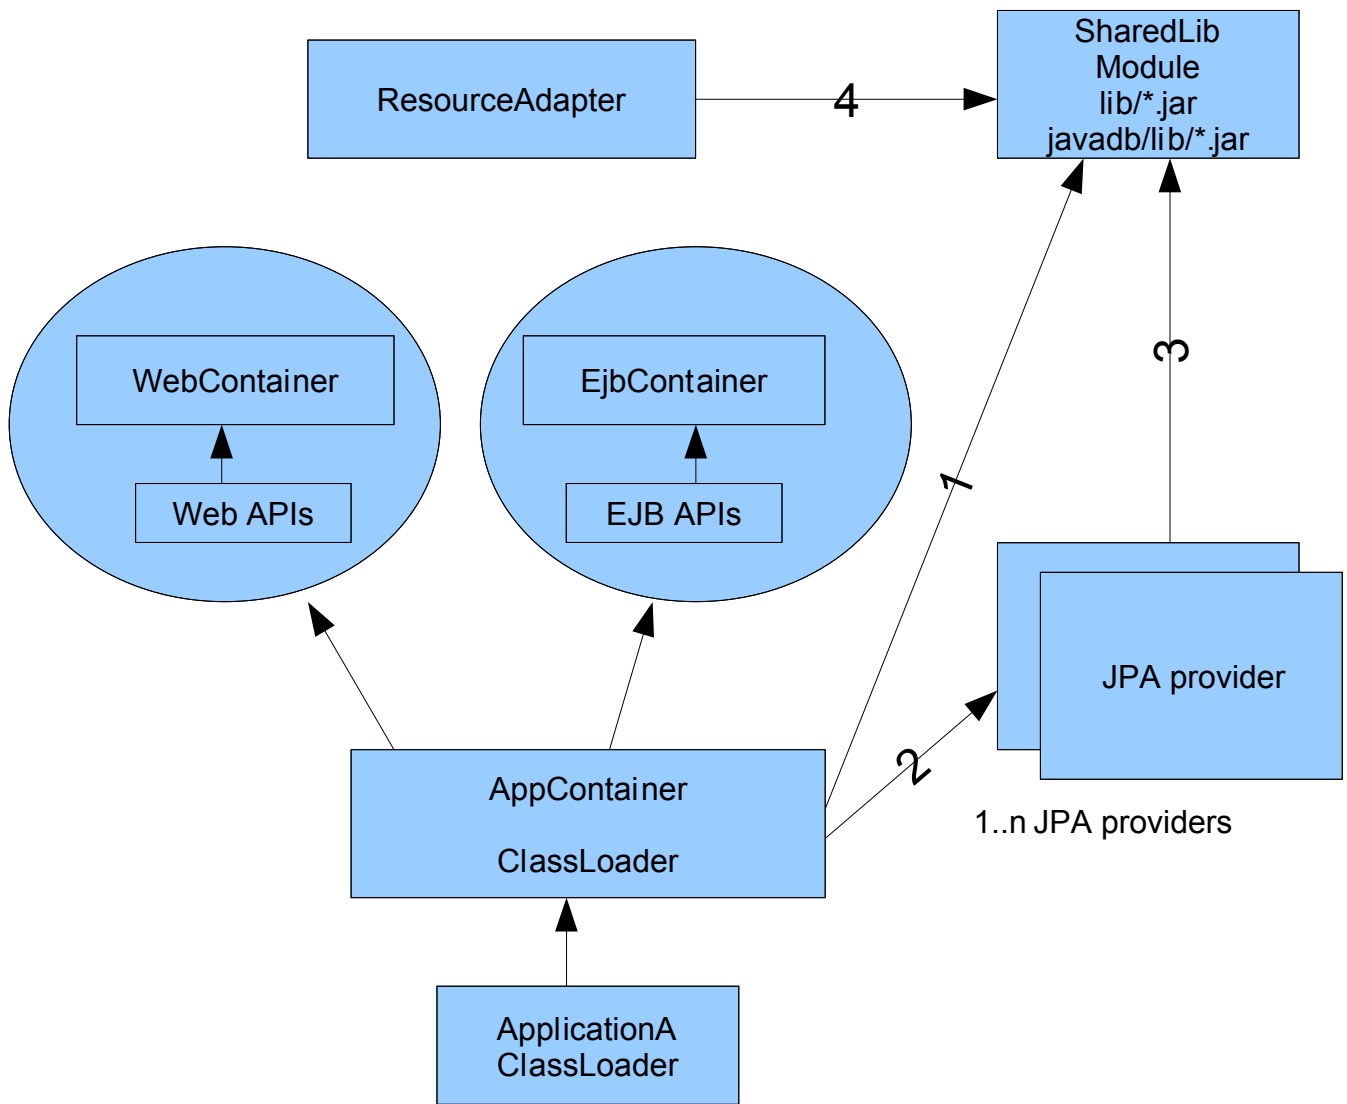 SharedLib
Module
lib/*.jar
javadb/lib/*.jar
ResourceAdapter
4
3
WebContainer
EjbContainer
1
Web APIs
EJB APIs
JPA provider
2
AppContainer
ClassLoader
1..n JPA providers
ApplicationA
ClassLoader